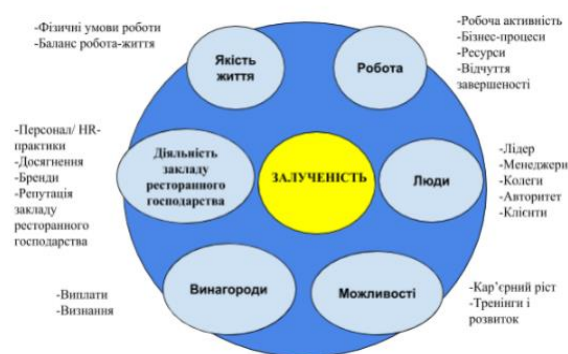 -Фізичні умови роботи
-Баланс робота-життя
Якість
життя
Робота
-Робоча активність
-Бізнес-процеси
-Ресурси
-Відчуття
завершеності
-Персонал/ HR-
практики
-Досягнення
-Бренди
-Репутація
закладу
ресторанного
господарства
Діяльність
закладу
ресторанного
господарства
ЗАЛУЧЕНІСТЬ
Люди
-Лідер
-Менеджери
-Колеги
-Авторитет
-Клієнти
-Виплати
-Визнання
Винагороди
Можливості
-Кар’єрний ріст
-Тренінги і
розвиток